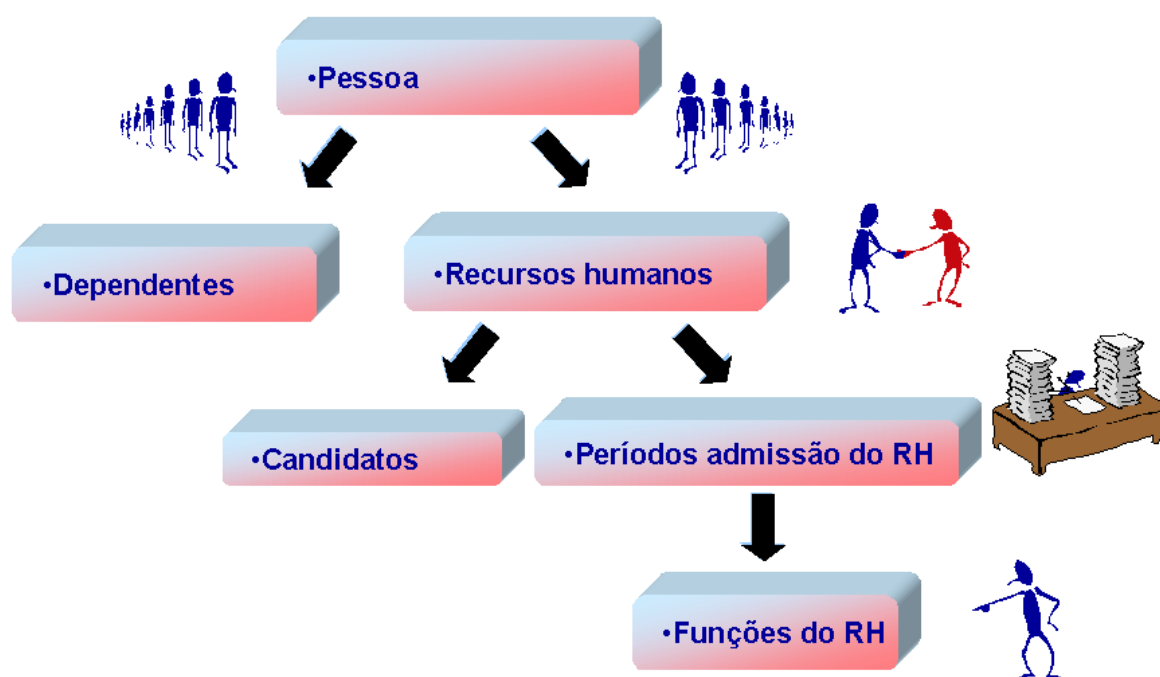 •Pessoa
•Dependentes
•Recursos humanos
•Candidatos
•Períodos admissão do RH
•Funções do RH